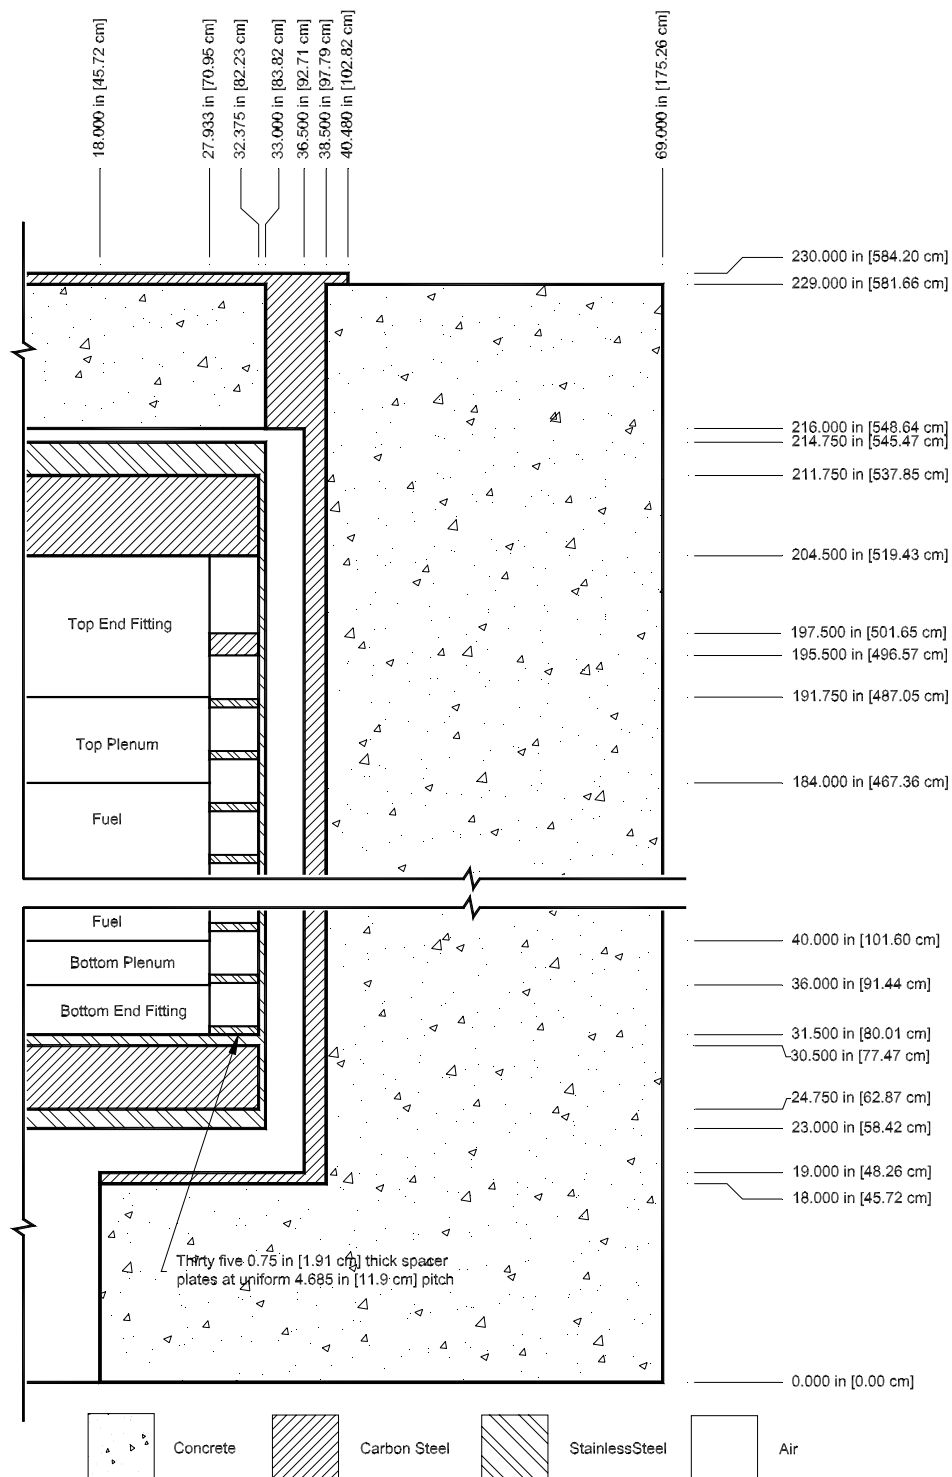 18.000 in [45.72 cm]
27.933 in [70.95 cm]
32.375 in [82.23 cm]
33.000 in [83.82 cm]
36.500 in [92.71 cm]
38.500 in [97.79 cm]
40.480 in [102.82 cm]
69.000 in [175.26 cm]
230.000 in [584.20 cm]
229.000 in [581.66 cm]
216.000 in [548.64 cm]
214.750 in [545.47 cm]
211.750 in [537.85 cm]
204.500 in [519.43 cm]
Top End Fitting
197.500 in [501.65 cm]
195.500 in [496.57 cm]
191.750 in [487.05 cm]
Top Plenum
184.000 in [467.36 cm]
Fuel
Fuel
40.000 in [101.60 cm]
Bottom Plenum
36.000 in [91.44 cm]
Bottom End Fitting
31.500 in [80.01 cm]
30.500 in [77.47 cm]
24.750 in [62.87 cm]
23.000 in [58.42 cm]
19.000 in [48.26 cm]
18.000 in [45.72 cm]
Thirty five 0.75 in [1.91 cm] thick spacer
plates at uniform 4.685 in [11.9 cm] pitch
0.000 in [0.00 cm]
Concrete
Carbon Steel
StainlessSteel
Air